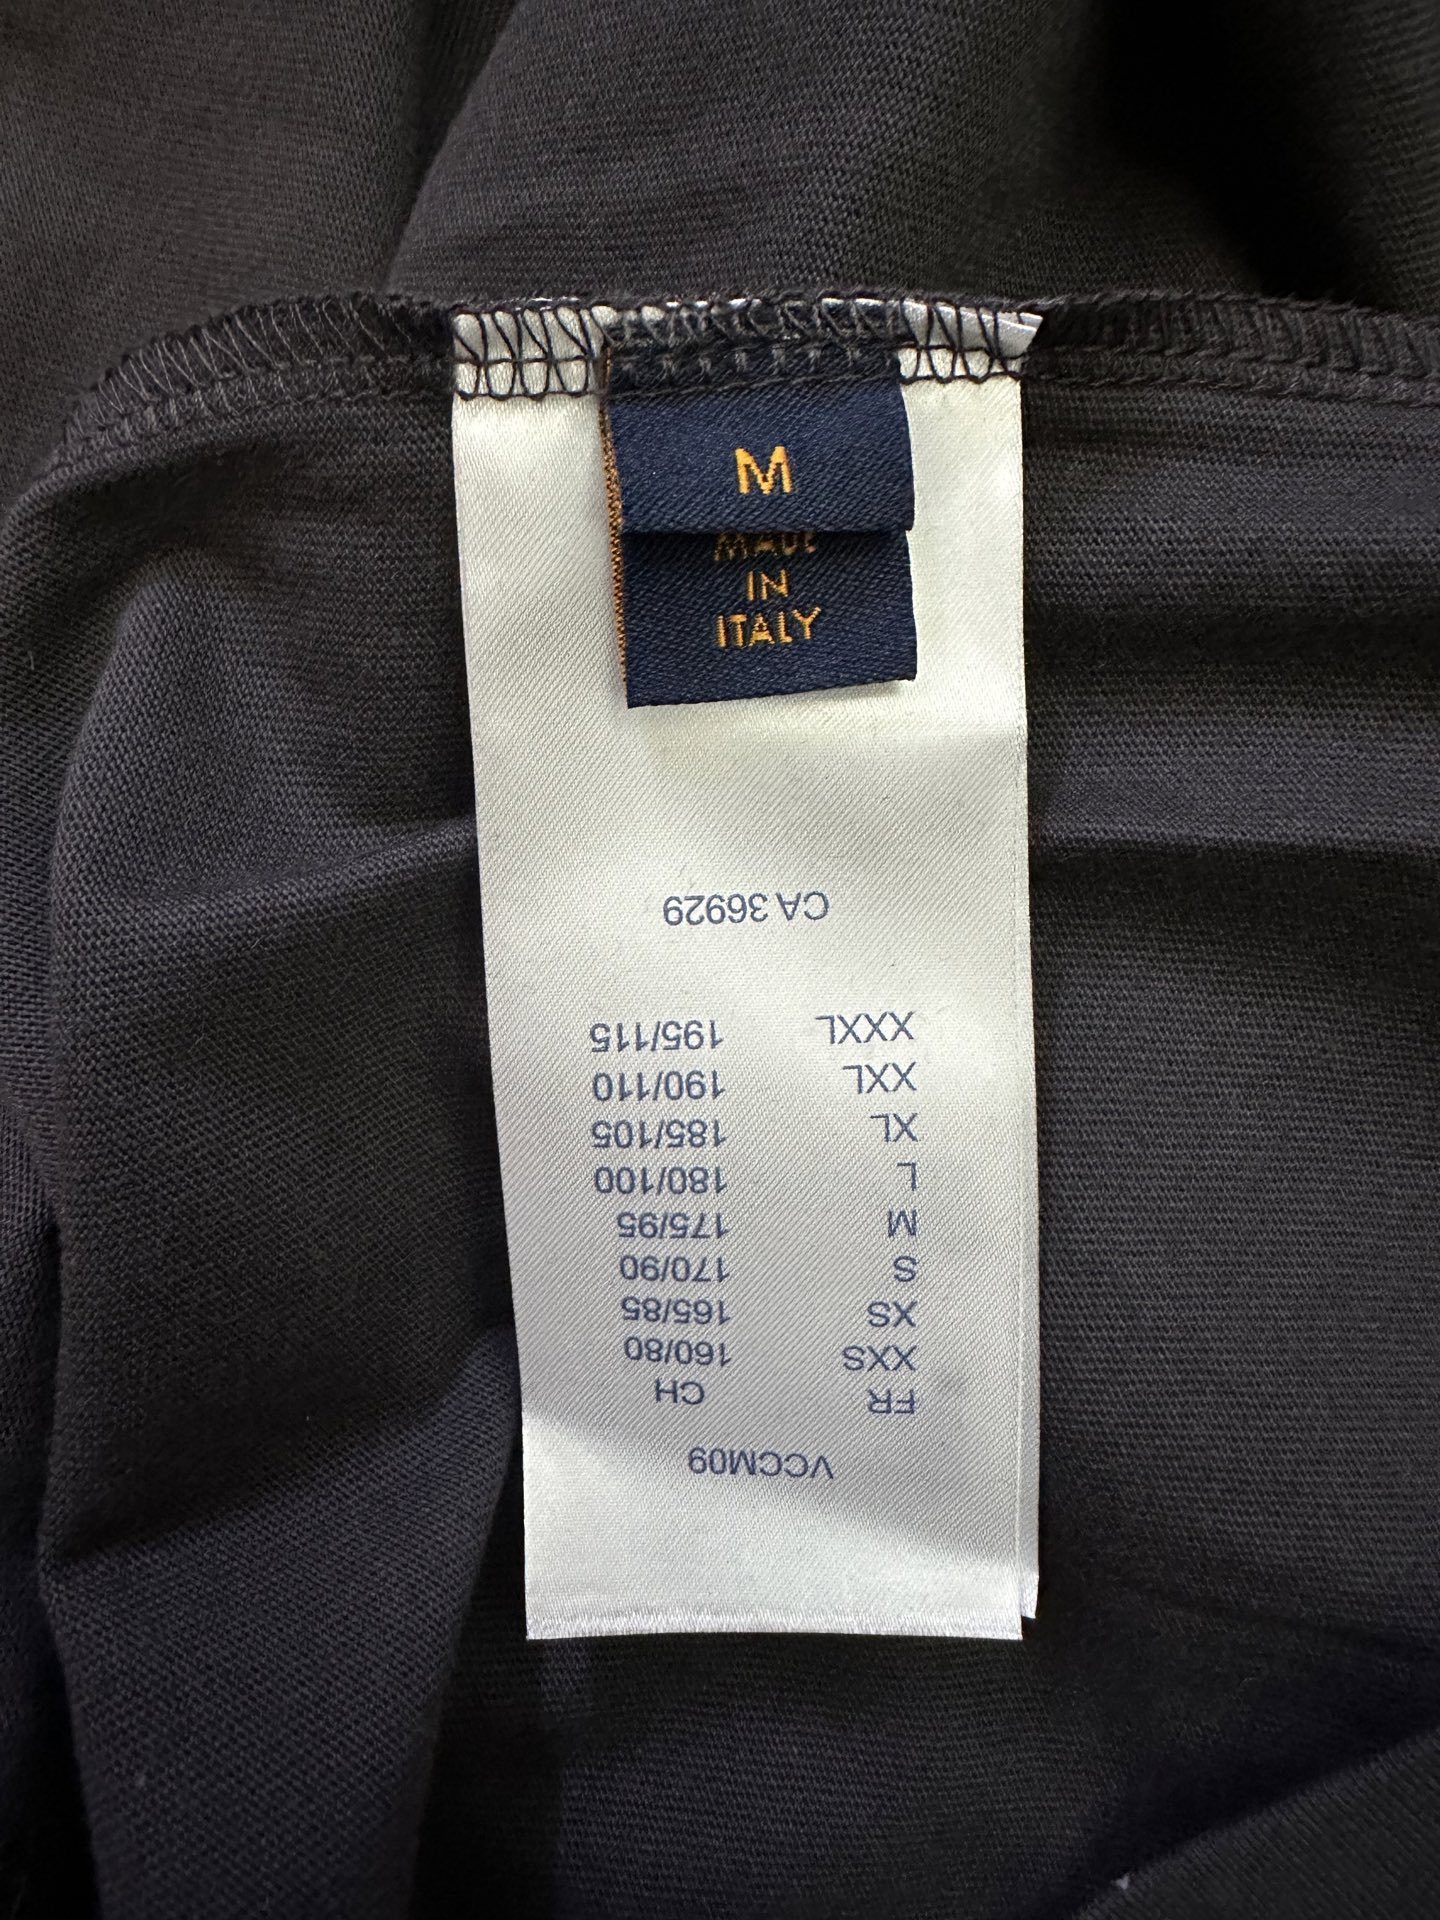 M
MADE
IN
ITALY
VCCM09
FR CH
XXS 160/80
XS 165/85
S 170/90
M 175/95
L 180/100
XL 185/105
XXL 190/110
XXXL 195/115
CA 36929